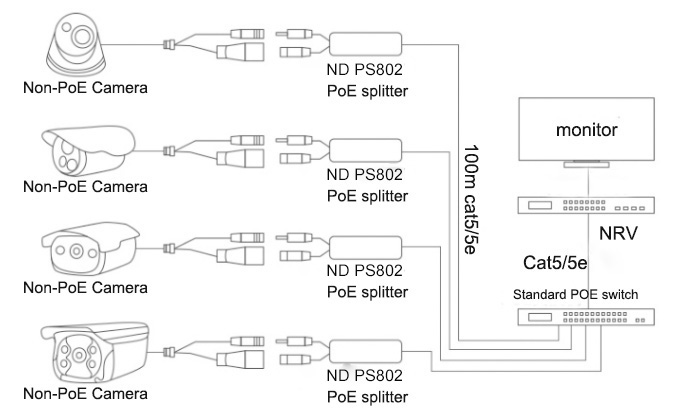 Non-PoE Camera
ND PS802
PoE splitter
Non-PoE Camera
ND PS802
PoE splitter
Non-PoE Camera
ND PS802
PoE splitter
Non-PoE Camera
ND PS802
PoE splitter
100m cat5/5e
monitor
NRV
Cat5/5e
Standard POE switch